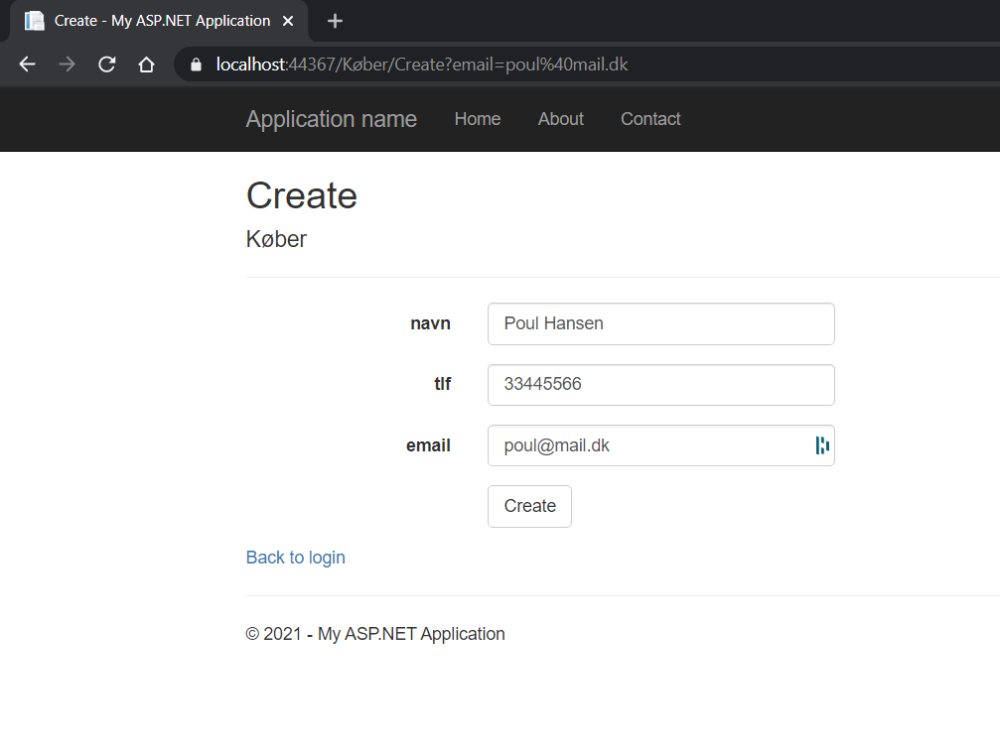 Create - My ASP.NET Application
localhost:44367/Køber/Create?email=poul%40mail.dk
Application name Home About Contact
Create
Køber
navn Poul Hansen
tlf 33445566
email poul@mail.dk
Create
Back to login
© 2021 - My ASP.NET Application